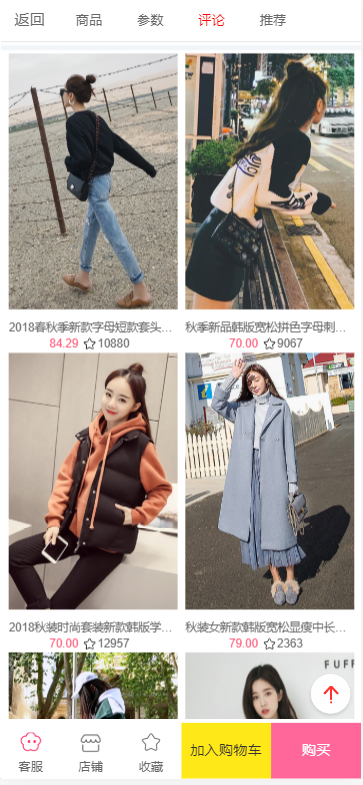 返回 商品 参数 评论 推荐
2018春秋季新款字母短款套头... 秋季新品韩版宽松拼色字母刺...
84.29 10880 70.00 9067
2018秋装时尚套装新款韩版学... 秋装女新款韩版宽松显瘦中长...
70.00 12957 79.00 2363
FUFF
客服 店铺 收藏 加入购物车 购买